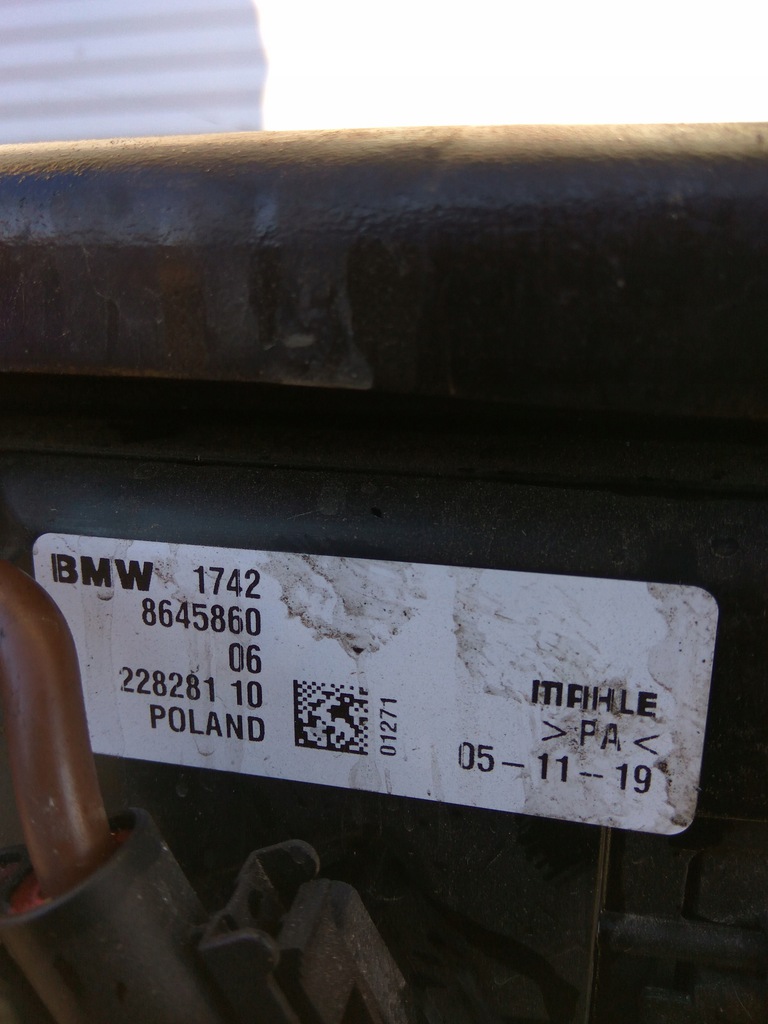 BMW 1742
8645860
06
228281 10
POLAND
01271
MAHLE
>PA<
05-11--19